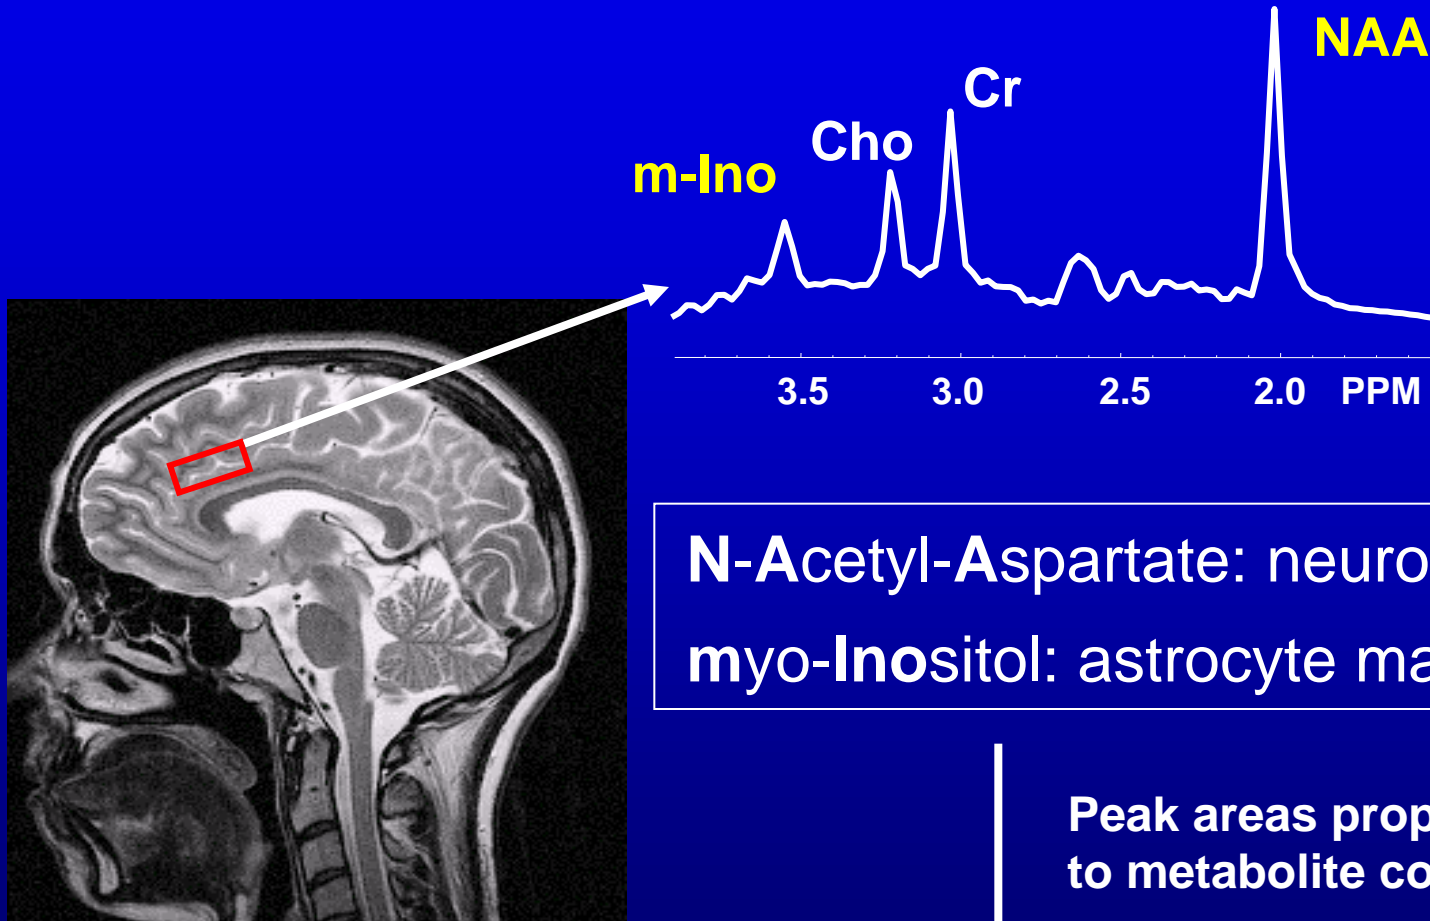 NAA
Cr
Cho
m-Ino
3.5 3.0 2.5 2.0 PPM
N-Acetyl-Aspartate: neuro
myo-Inositol: astrocyte ma
Peak areas prop
to metabolite co